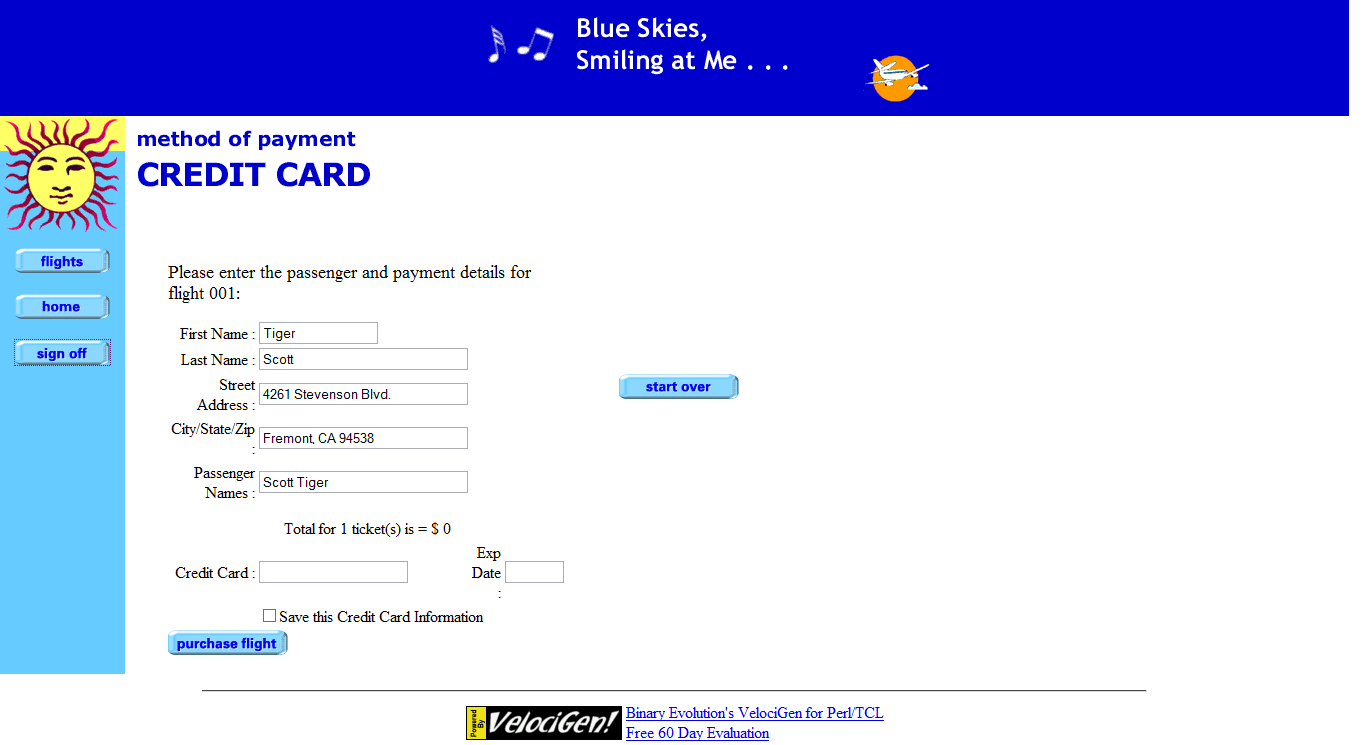 Blue Skies,
Smiling at Me . . .
method of payment
CREDIT CARD
flights
home
sign off
Please enter the passenger and payment details for
flight 001:
First Name : Tiger
Last Name : Scott
Street
Address : 4261 Stevenson Blvd.
start over
City/State/Zip
: Fremont, CA 94538
Passenger
Names : Scott Tiger
Total for 1 ticket(s) is = $ 0
Credit Card :
Exp
Date
:
Save this Credit Card Information
purchase flight
Powered
By
VelociGen!
Binary Evolution's VelociGen for Perl/TCL
Free 60 Day Evaluation